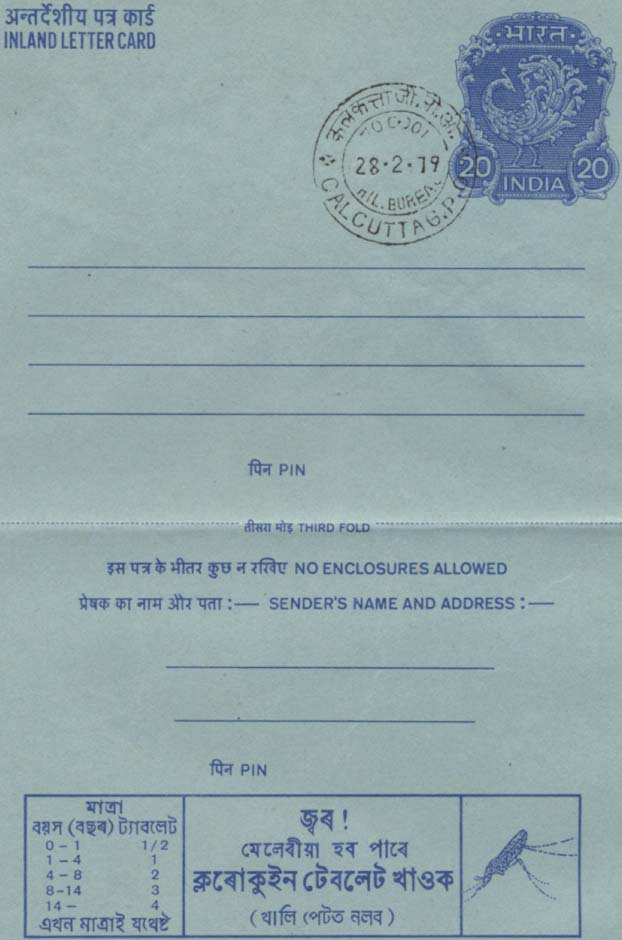 अन्तर्देशीय पत्र कार्ड
INLAND LETTER CARD
भारत
20 20
INDIA
कलकत्ता जी.पी.ओ.
28·2·79
CALCUTTA G.P.O.
पिन PIN
तीसरा मोड़ THIRD FOLD
इस पत्र के भीतर कुछ न रखिए NO ENCLOSURES ALLOWED
प्रेषक का नाम और पता :— SENDER'S NAME AND ADDRESS :—
पिन PIN
মাত্ৰা
বয়স (বছৰ) ট্যাবলেট
0 - 1 1/2
1 - 4 1
4 - 8 2
8 - 14 3
14 - 4
এথন মাত্ৰাই যথেষ্ট
জ্বৰ !
মেলেৰীয়া হব পাৰে
ক্লৰোকুইন টেবলেট খাওক
(খালি পেটত নলব)